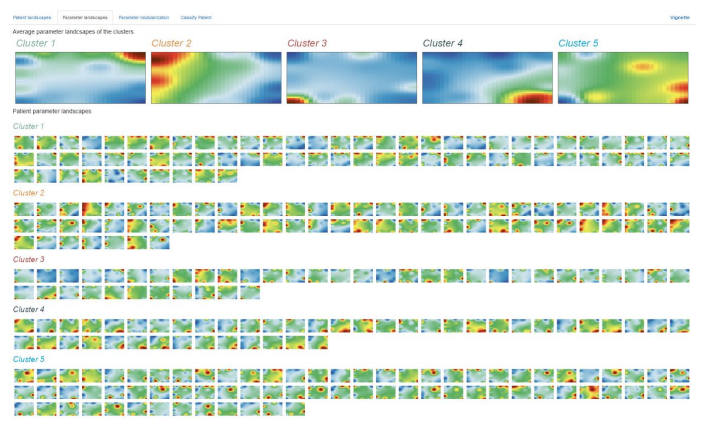 Patient landscapes Parameter landscapes Parameter modularization Classify Patient Vignette
Average parameter landcsapes of the clusters
Cluster 1 Cluster 2 Cluster 3 Cluster 4 Cluster 5
Patient parameter landscapes
Cluster 1
Cluster 2
Cluster 3
Cluster 4
Cluster 5